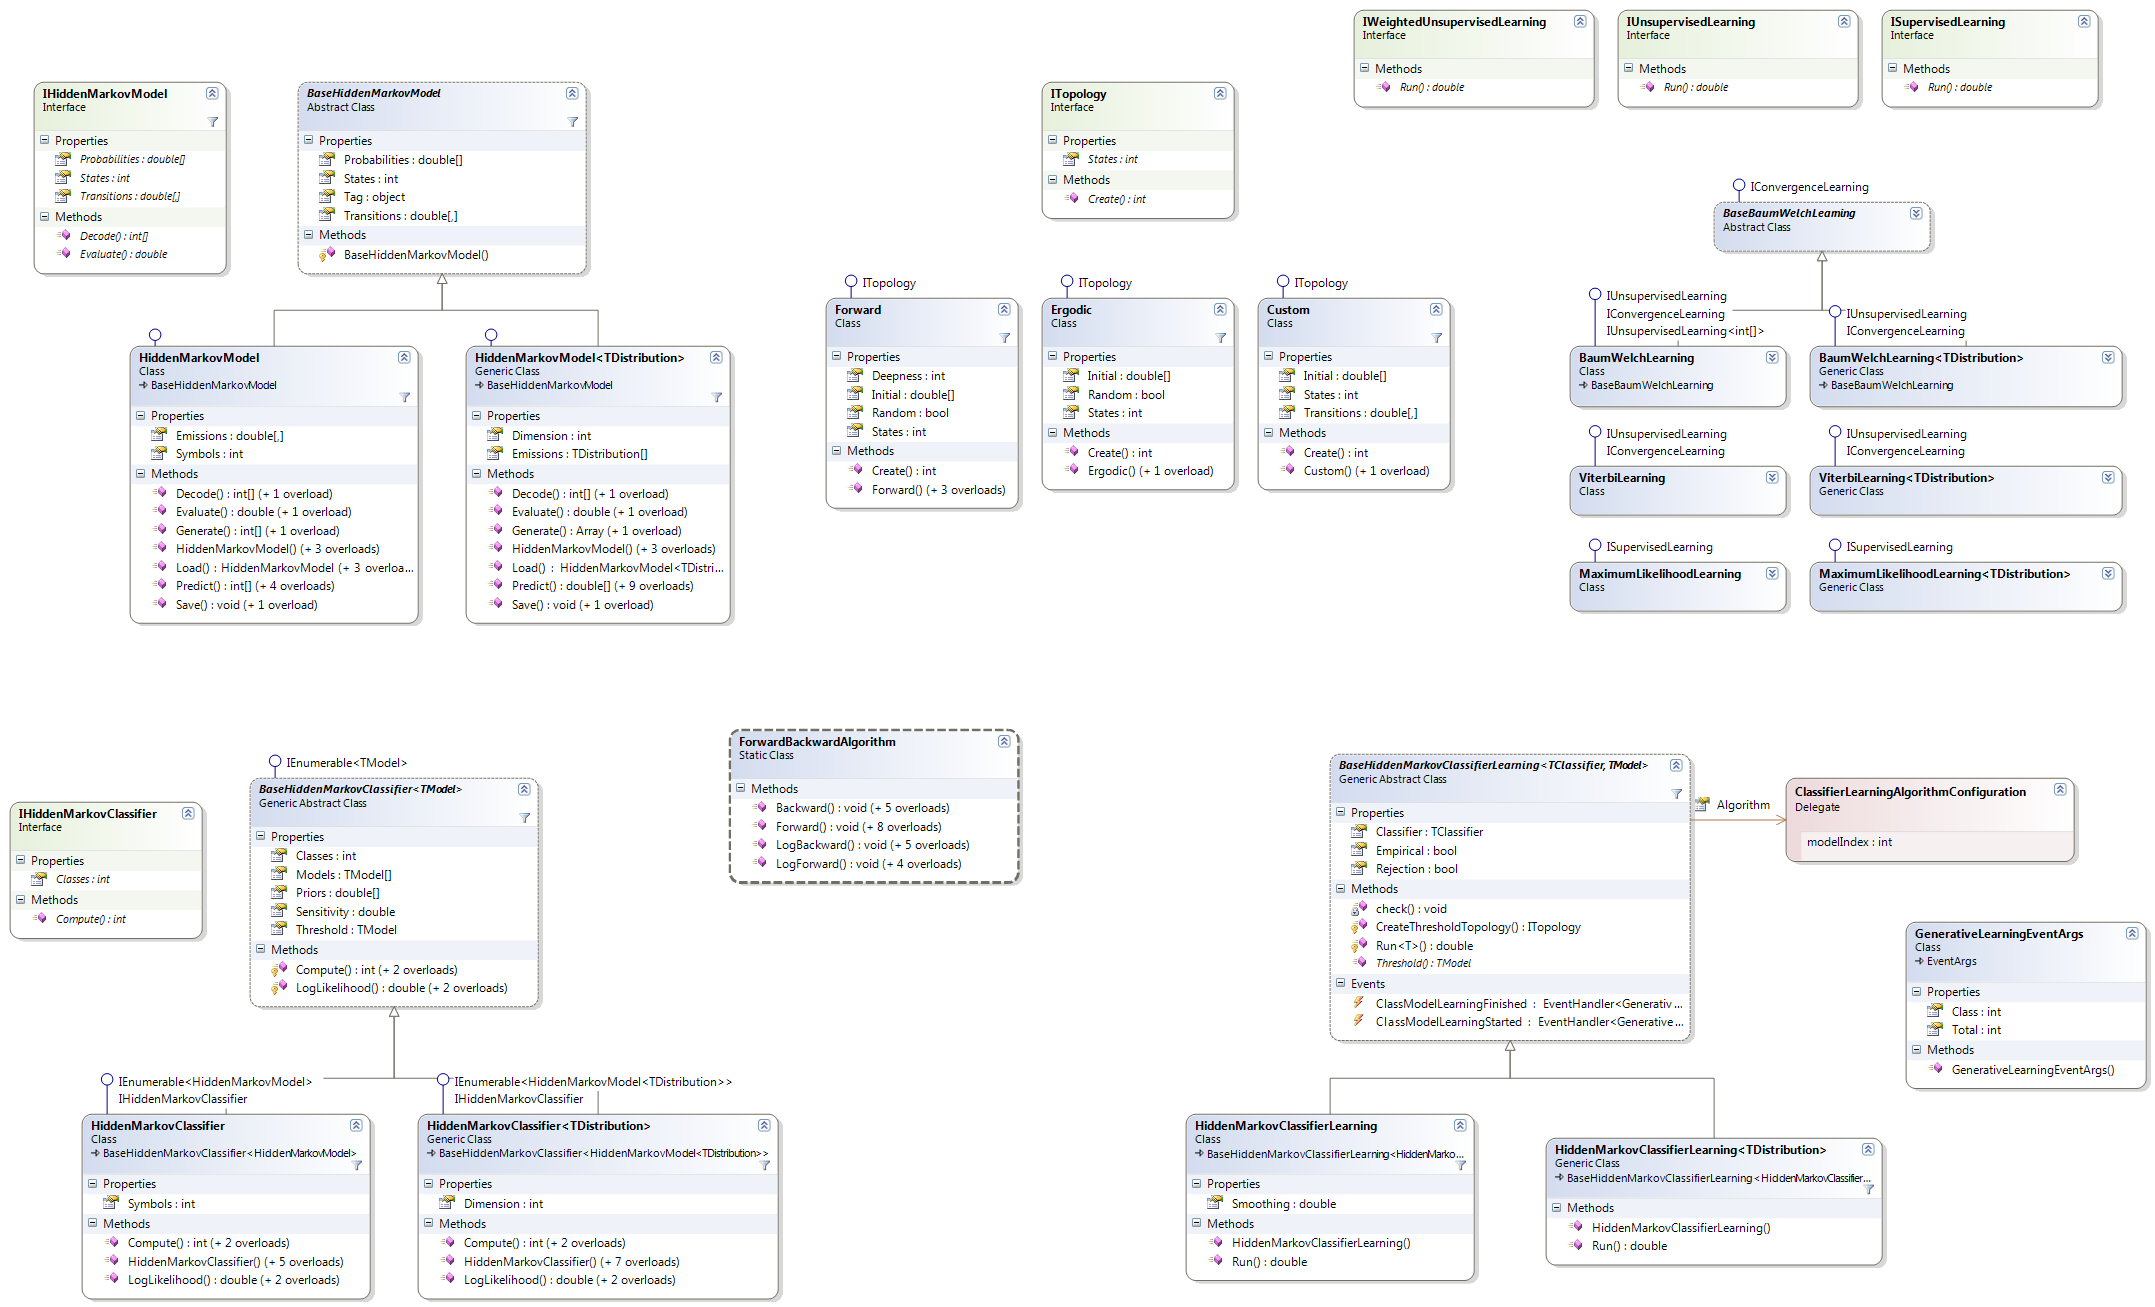 IWeightedUnsupervisedLearning
Interface
Methods
Run() : double
IUnsupervisedLearning
Interface
Methods
Run() : double
ISupervisedLearning
Interface
Methods
Run() : double
IHiddenMarkovModel
Interface
Properties
Probabilities : double[]
States : int
Transitions : double[,]
Methods
Decode() : int[]
Evaluate() : double
BaseHiddenMarkovModel
Abstract Class
Properties
Probabilities : double[]
States : int
Tag : object
Transitions : double[,]
Methods
BaseHiddenMarkovModel()
ITopology
Interface
Properties
States : int
Methods
Create() : int
IConvergenceLearning
BaseBaumWelchLearning
Abstract Class
HiddenMarkovModel
Class
BaseHiddenMarkovModel
Properties
Emissions : double[,]
Symbols : int
Methods
Decode() : int[] (+ 1 overload)
Evaluate() : double (+ 1 overload)
Generate() : int[] (+ 1 overload)
HiddenMarkovModel() (+ 3 overloads)
Load() : HiddenMarkovModel (+ 3 overloa...
Predict() : int[] (+ 4 overloads)
Save() : void (+ 1 overload)
HiddenMarkovModel<TDistribution>
Generic Class
BaseHiddenMarkovModel
Properties
Dimension : int
Emissions : TDistribution[]
Methods
Decode() : int[] (+ 1 overload)
Evaluate() : double (+ 1 overload)
Generate() : Array (+ 1 overload)
HiddenMarkovModel() (+ 3 overloads)
Load() : HiddenMarkovModel<TDistri...
Predict() : double[] (+ 9 overloads)
Save() : void (+ 1 overload)
ITopology
Forward
Class
Properties
Deepness : int
Initial : double[]
Random : bool
States : int
Methods
Create() : int
Forward() (+ 3 overloads)
ITopology
Ergodic
Class
Properties
Initial : double[]
Random : bool
States : int
Methods
Create() : int
Ergodic() (+ 1 overload)
ITopology
Custom
Class
Properties
Initial : double[]
States : int
Transitions : double[,]
Methods
Create() : int
Custom() (+ 1 overload)
IUnsupervisedLearning
IConvergenceLearning
IUnsupervisedLearning<int[]>
BaumWelchLearning
Class
BaseBaumWelchLearning
IUnsupervisedLearning
IConvergenceLearning
BaumWelchLearning<TDistribution>
Generic Class
BaseBaumWelchLearning
IUnsupervisedLearning
IConvergenceLearning
ViterbiLearning
Class
IUnsupervisedLearning
IConvergenceLearning
ViterbiLearning<TDistribution>
Generic Class
ISupervisedLearning
MaximumLikelihoodLearning
Class
ISupervisedLearning
MaximumLikelihoodLearning<TDistribution>
Generic Class
IHiddenMarkovClassifier
Interface
Properties
Classes : int
Methods
Compute() : int
IEnumerable<TModel>
BaseHiddenMarkovClassifier<TModel>
Generic Abstract Class
Properties
Classes : int
Models : TModel[]
Priors : double[]
Sensitivity : double
Threshold : TModel
Methods
Compute() : int (+ 2 overloads)
LogLikelihood() : double (+ 2 overloads)
ForwardBackwardAlgorithm
Static Class
Methods
Backward() : void (+ 5 overloads)
Forward() : void (+ 8 overloads)
LogBackward() : void (+ 5 overloads)
LogForward() : void (+ 4 overloads)
BaseHiddenMarkovClassifierLearning<TClassifier, TModel>
Generic Abstract Class
Properties
Classifier : TClassifier
Empirical : bool
Rejection : bool
Methods
check() : void
CreateThresholdTopology() : ITopology
Run<T>() : double
Threshold() : TModel
Events
ClassModelLearningFinished : EventHandler<Generativ...
ClassModelLearningStarted : EventHandler<Generative...
Algorithm
ClassifierLearningAlgorithmConfiguration
Delegate
modelIndex : int
GenerativeLearningEventArgs
Class
EventArgs
Properties
Class : int
Total : int
Methods
GenerativeLearningEventArgs()
IEnumerable<HiddenMarkovModel>
IHiddenMarkovClassifier
HiddenMarkovClassifier
Class
BaseHiddenMarkovClassifier<HiddenMarkovModel>
Properties
Symbols : int
Methods
Compute() : int (+ 2 overloads)
HiddenMarkovClassifier() (+ 5 overloads)
LogLikelihood() : double (+ 2 overloads)
IEnumerable<HiddenMarkovModel<TDistribution>>
IHiddenMarkovClassifier
HiddenMarkovClassifier<TDistribution>
Generic Class
BaseHiddenMarkovClassifier<HiddenMarkovModel<TDistribution>>
Properties
Dimension : int
Methods
Compute() : int (+ 2 overloads)
HiddenMarkovClassifier() (+ 7 overloads)
LogLikelihood() : double (+ 2 overloads)
HiddenMarkovClassifierLearning
Class
BaseHiddenMarkovClassifierLearning<HiddenMarko...
Properties
Smoothing : double
Methods
HiddenMarkovClassifierLearning()
Run() : double
HiddenMarkovClassifierLearning<TDistribution>
Generic Class
BaseHiddenMarkovClassifierLearning<HiddenMarkovClassifier...
Methods
HiddenMarkovClassifierLearning()
Run() : double